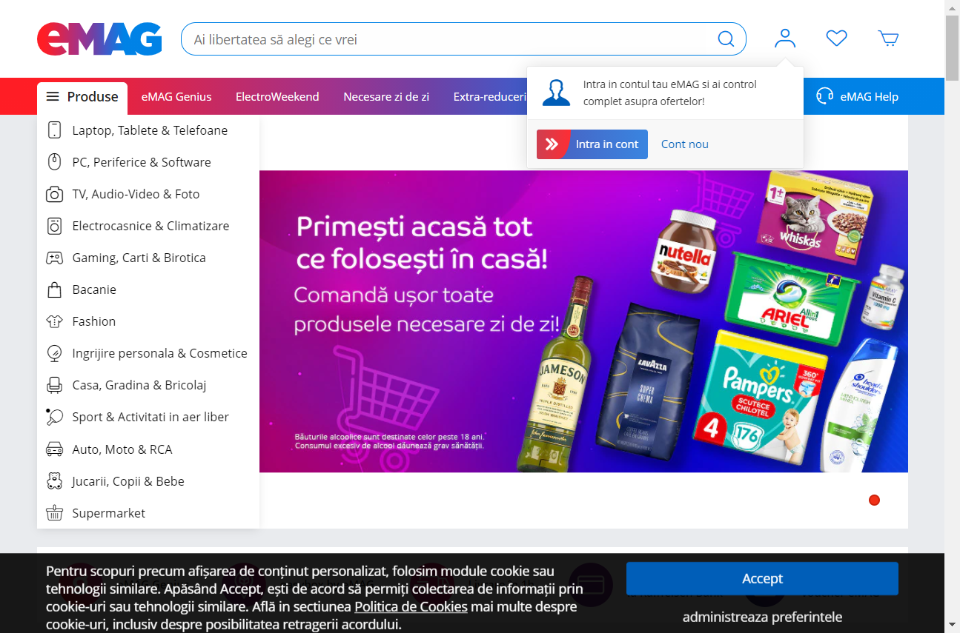 eMAG
Ai libertatea să alegi ce vrei
Produse
eMAG Genius
ElectroWeekend
Necesare zi de zi
Extra-reduceri
eMAG Help
Intra in contul tau eMAG si ai control
complet asupra ofertelor!
Intra in cont
Cont nou
Laptop, Tablete & Telefoane
PC, Periferice & Software
TV, Audio-Video & Foto
Electrocasnice & Climatizare
Gaming, Carti & Birotica
Bacanie
Fashion
Ingrijire personala & Cosmetice
Casa, Gradina & Bricolaj
Sport & Activitati in aer liber
Auto, Moto & RCA
Jucarii, Copii & Bebe
Supermarket
Primești acasă tot
ce folosești în casă!
Comandă ușor toate
produsele necesare zi de zi!
Băuturile alcoolice sunt destinate celor peste 18 ani.
Consumul excesiv de alcool dăunează grav sănătății.
JAMESON
LAVAZZA
SUPER
CREMA
nutella
1+
whiskas
ARIEL
Vitamin C
Pampers
SCUTECE
CHILOȚEL
360°
4
176
head &
shoulders
Pentru scopuri precum afișarea de conținut personalizat, folosim module cookie sau
tehnologii similare. Apăsând Accept, ești de acord să permiți colectarea de informații prin
cookie-uri sau tehnologii similare. Află in sectiunea Politica de Cookies mai multe despre
cookie-uri, inclusiv despre posibilitatea retragerii acordului.
Accept
administreaza preferintele